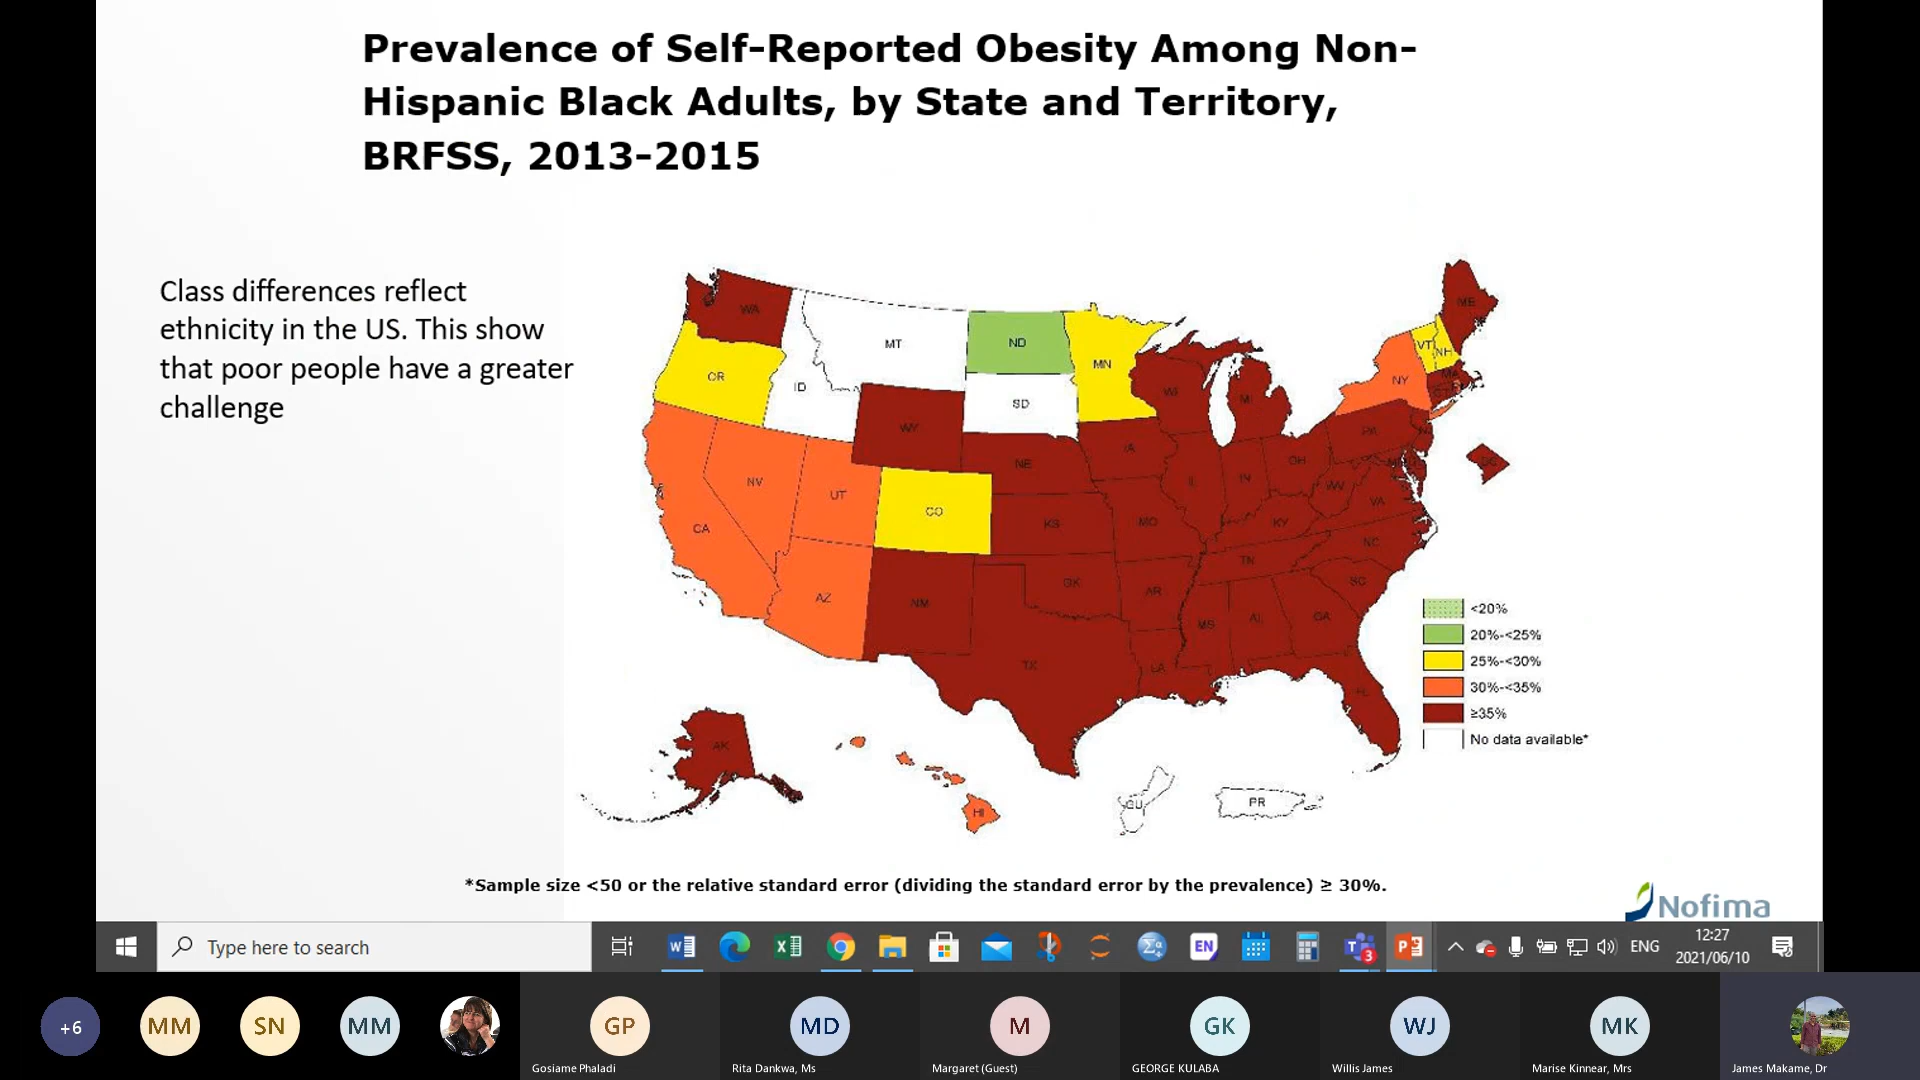 Prevalence of Self-Reported Obesity Among Non-
Hispanic Black Adults, by State and Territory,
BRFSS, 2013-2015
Class differences reflect
ethnicity in the US. This show
that poor people have a greater
challenge
WA
MT
ND
MN
OR
ID
SD
WY
WI
MI
NY
VT
NH
ME
MA
NV
UT
CO
CA
NE
IA
IL
IN
OH
PA
WV
VA
KS
MO
KY
NC
AZ
NM
OK
AR
TN
SC
MS
AL
GA
TX
LA
FL
AK
HI
GU
PR
DC
<20%
20%-<25%
25%-<30%
30%-<35%
≥35%
No data available*
*Sample size <50 or the relative standard error (dividing the standard error by the prevalence) ≥ 30%.
Nofima
Type here to search
EN
3
ENG
12:27
2021/06/10
+6
MM
SN
MM
GP
MD
M
GK
WJ
MK
Gosiame Phaladi
Rita Dankwa, Ms
Margaret (Guest)
GEORGE KULABA
Willis James
Marise Kinnear, Mrs
James Makame, Dr